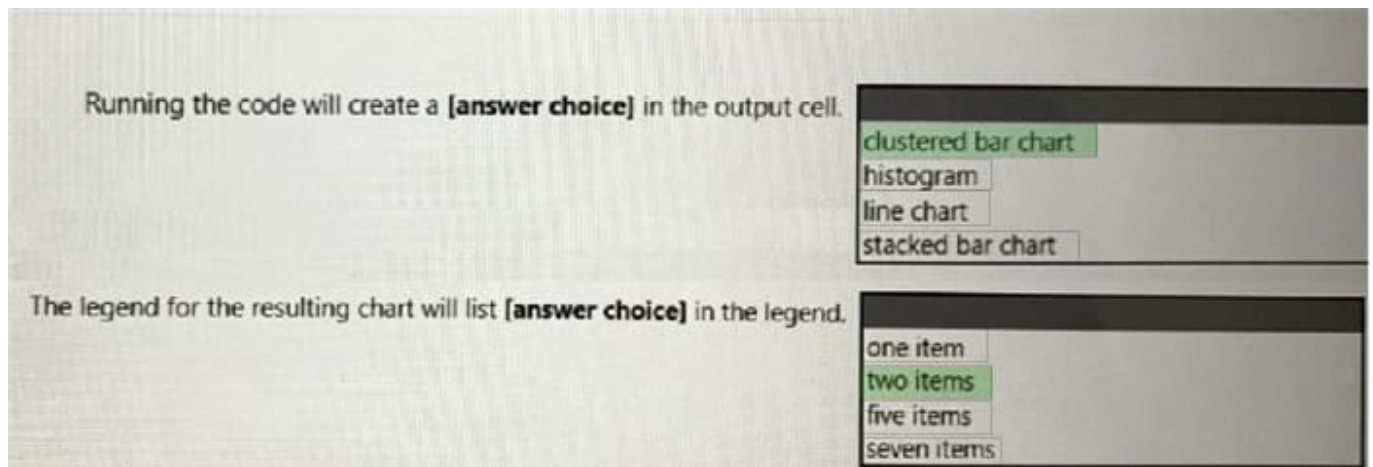 Running the code will create a [answer choice] in the output cell.
clustered bar chart
histogram
line chart
stacked bar chart
The legend for the resulting chart will list [answer choice] in the legend.
one item
two items
five items
seven items